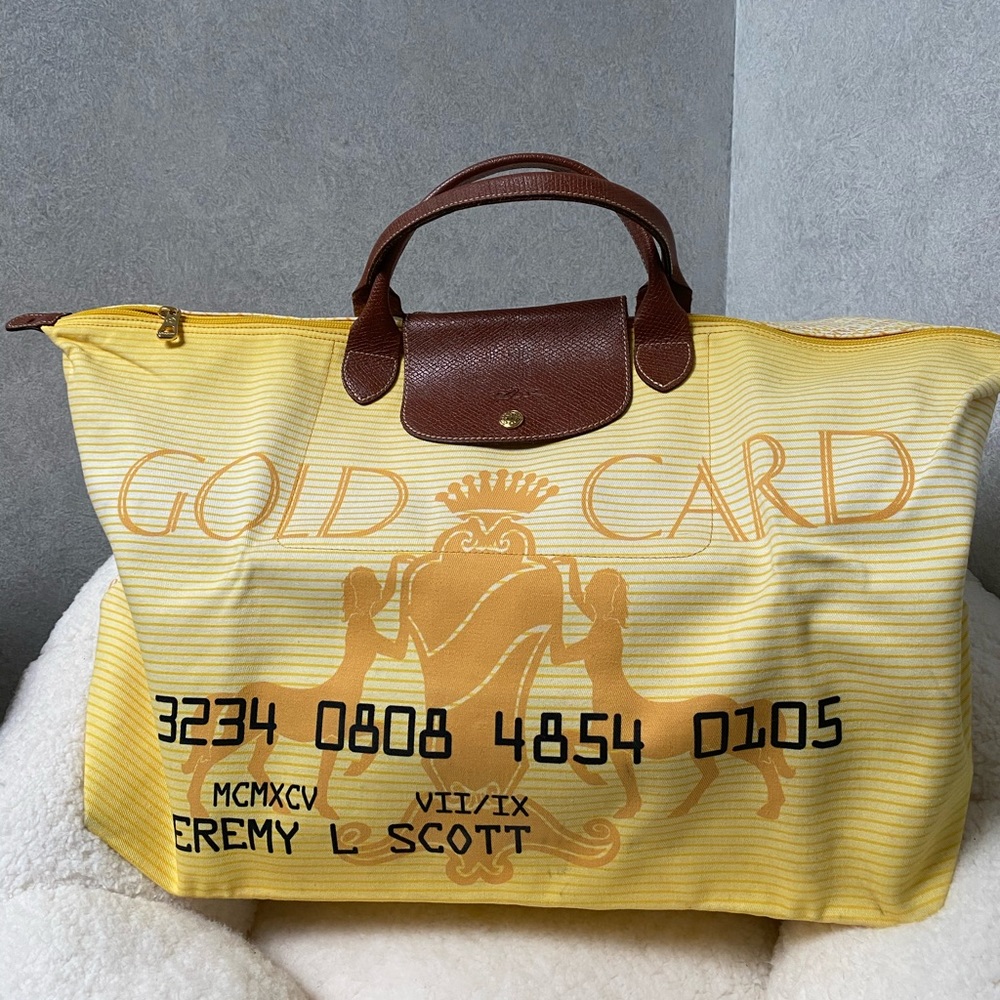 GOLD CARD
3234 0808 4854 0105
MCMXCV VII/IX
EREMY L SCOTT